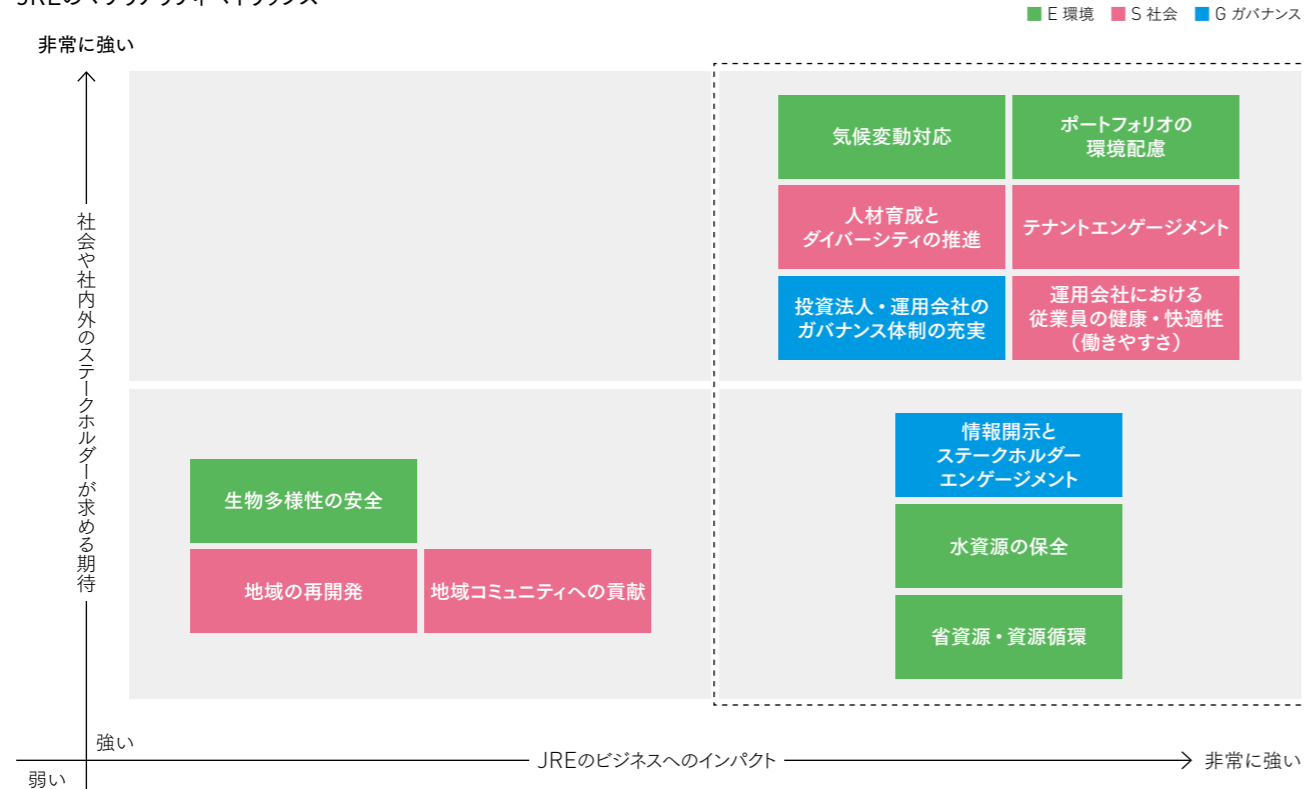 E 環境 S 社会 G ガバナンス
非常に強い
気候変動対応
ポートフォリオの
環境配慮
人材育成と
ダイバーシティの推進
テナントエンゲージメント
投資法人・運用会社の
ガバナンス体制の充実
運用会社における
従業員の健康・快適性
（働きやすさ）
社会や社内外のステークホルダーが求める期待
情報開示と
ステークホルダー
エンゲージメント
生物多様性の安全
水資源の保全
地域の再開発
地域コミュニティへの貢献
省資源・資源循環
強い
JREのビジネスへのインパクト
非常に強い
弱い